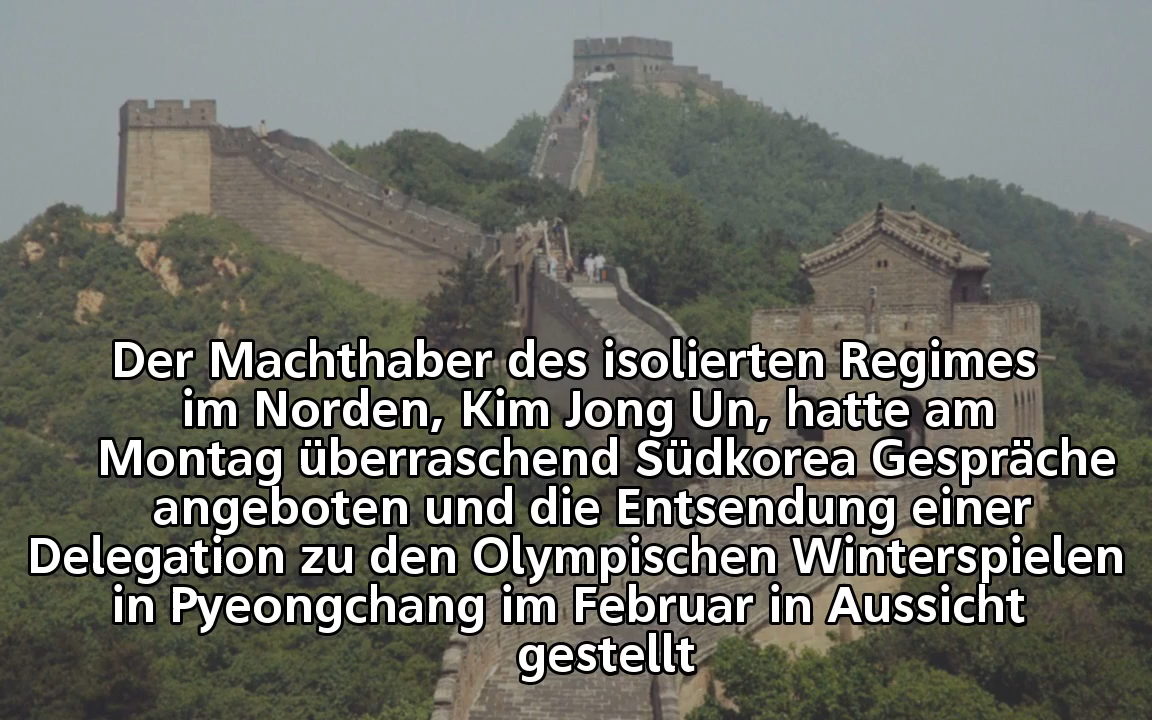 Der Machthaber des isolierten Regimes
im Norden, Kim Jong Un, hatte am
Montag überraschend Südkorea Gespräche
angeboten und die Entsendung einer
Delegation zu den Olympischen Winterspielen
in Pyeongchang im Februar in Aussicht
gestellt